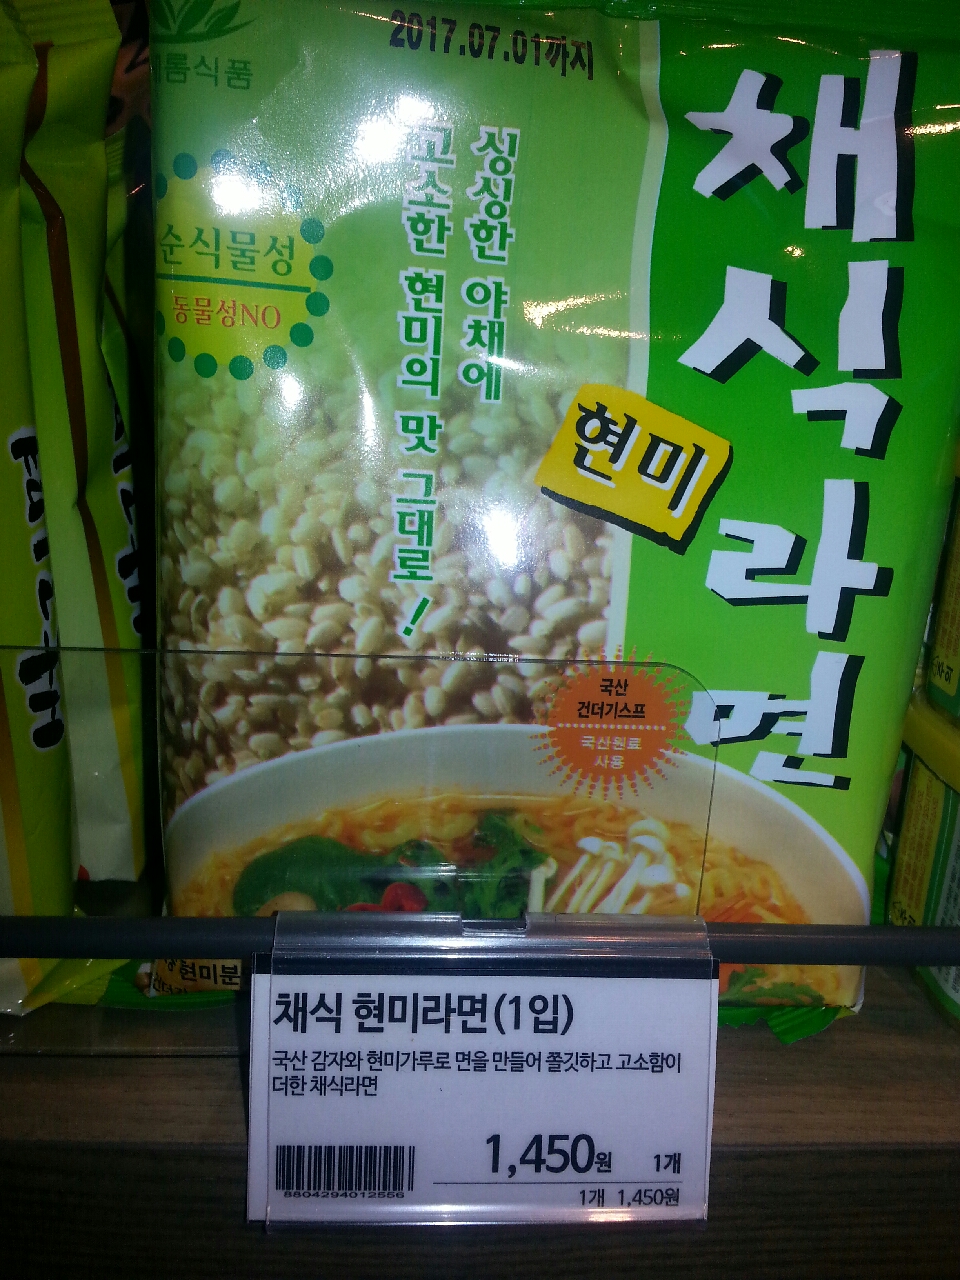 2017.07.01까지
식품
채식라면
현미
싱싱한 야채에
고소한 현미의 맛 그대로!
순식물성
동물성NO
국산
건더기스프
국산원료
사용
현미분
채식 현미라면(1입)
국산 감자와 현미가루로 면을 만들어 쫄깃하고 고소함이
더한 채식라면
1,450원 1개
8804294012556
1개 1,450원